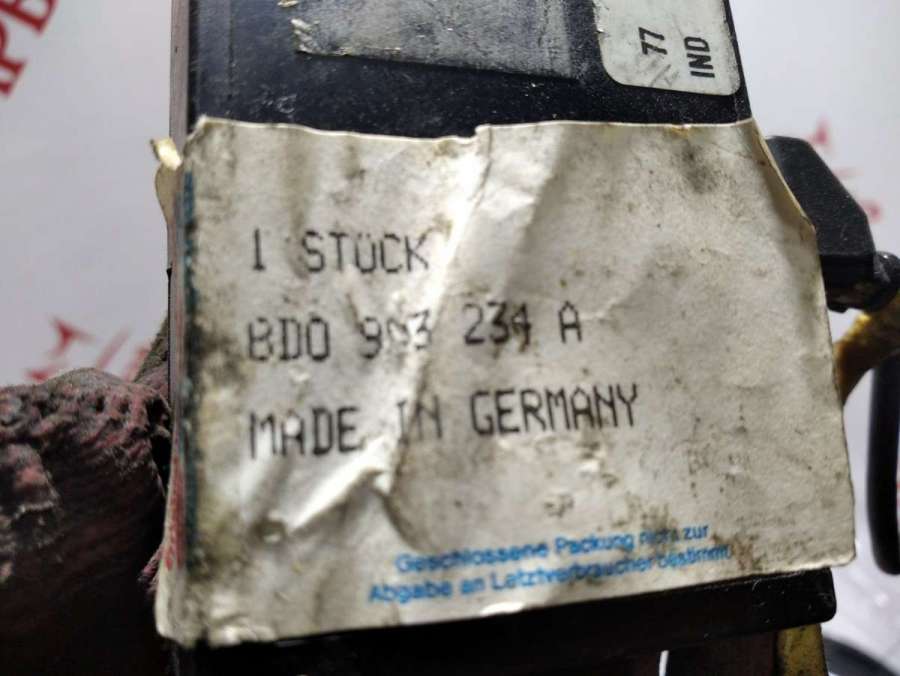 77
IND
1 STÜCK
8D0 903 234 A
MADE IN GERMANY
Geschlossene Packung nicht zur
Abgabe an Letztverbraucher bestimmt